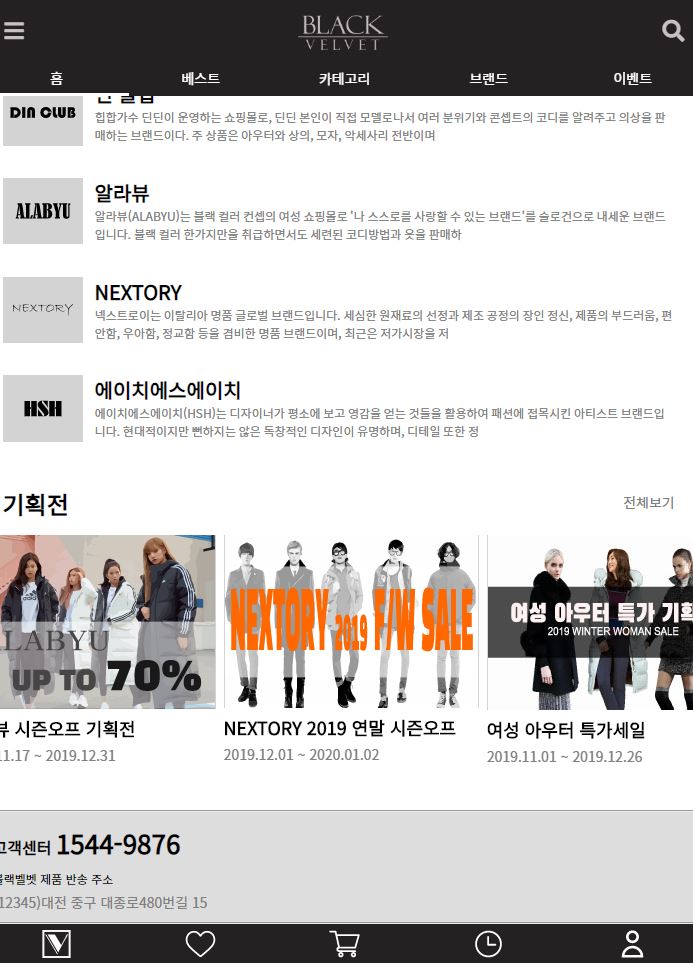 BLACK
VELVET
홈 베스트 카테고리 브랜드 이벤트
딘 클럽
DIN CLUB
힙합가수 딘딘이 운영하는 쇼핑몰로, 딘딘 본인이 직접 모델로나서 여러 분위기와 콘셉트의 코디를 알려주고 의상을 판
매하는 브랜드이다. 주 상품은 아우터와 상의, 모자, 악세사리 전반이며
ALABYU
알라뷰
알라뷰(ALABYU)는 블랙 컬러 컨셉의 여성 쇼핑몰로 '나 스스로를 사랑할 수 있는 브랜드'를 슬로건으로 내세운 브랜드
입니다. 블랙 컬러 한가지만을 취급하면서도 세련된 코디방법과 옷을 판매하
NEXTORY
NEXTORY
넥스트로이는 이탈리아 명품 글로벌 브랜드입니다. 세심한 원재료의 선정과 제조 공정의 장인 정신, 제품의 부드러움, 편
안함, 우아함, 정교함 등을 겸비한 명품 브랜드이며, 최근은 저가시장을 저
HSH
에이치에스에이치
에이치에스에이치(HSH)는 디자이너가 평소에 보고 영감을 얻는 것들을 활용하여 패션에 접목시킨 아티스트 브랜드입
니다. 현대적이지만 뻔하지는 않은 독창적인 디자인이 유명하며, 디테일 또한 정
기획전 전체보기
LABYU
UP TO 70%
뷰 시즌오프 기획전
11.17 ~ 2019.12.31
NEXTORY 2019 F/W SALE
NEXTORY 2019 연말 시즌오프
2019.12.01 ~ 2020.01.02
여성 아우터 특가 기획
2019 WINTER WOMAN SALE
여성 아우터 특가세일
2019.11.01 ~ 2019.12.26
고객센터 1544-9876
블랙벨벳 제품 반송 주소
12345)대전 중구 대종로480번길 15